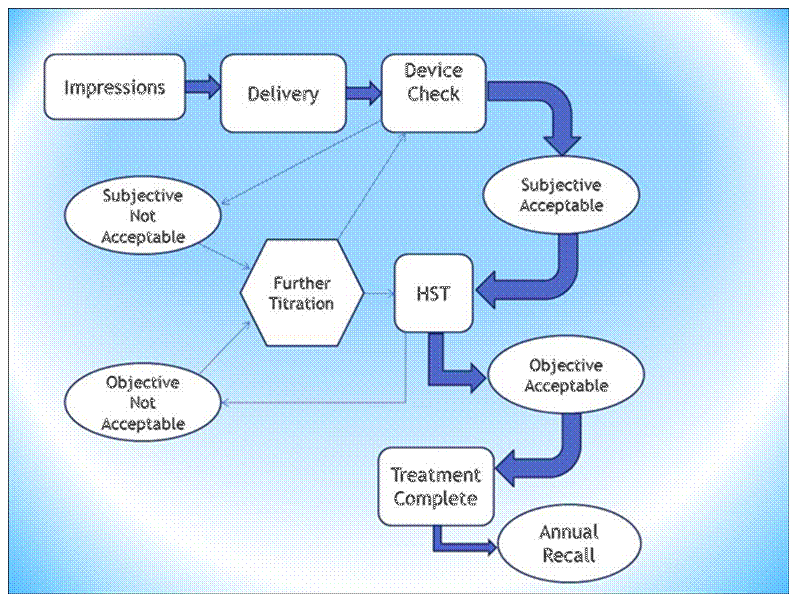 Impressions
Delivery
Device
Check
Subjective
Not
Acceptable
Subjective
Acceptable
Further
Titration
HST
Objective
Not
Acceptable
Objective
Acceptable
Treatment
Complete
Annual
Recall